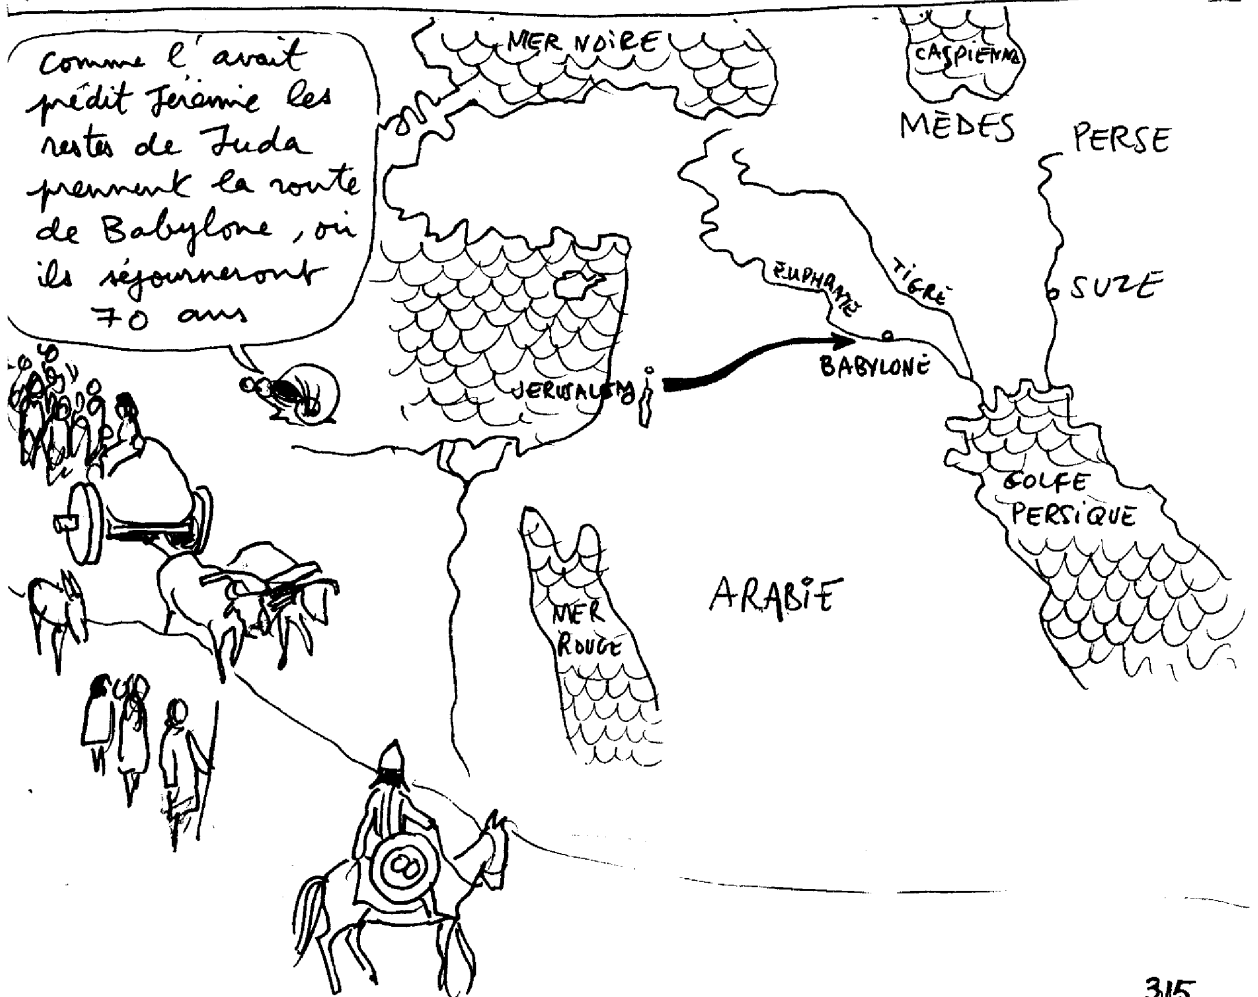 comme l'avait
prédit Jérémie les
restes de Juda
prennent la route
de Babylone, où
ils séjourneront
70 ans
MER NOIRE
CASPIENNE
MÈDES
PERSE
EUPHRATE
TIGRE
SUZE
BABYLONE
JERUSALEM
GOLFE
PERSIQUE
MER
ROUGE
ARABIE
315